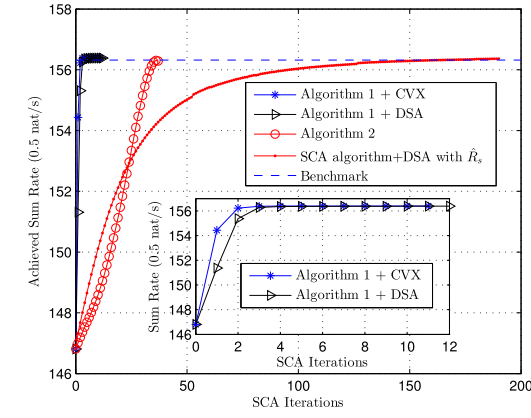 158
156
154
152
150
148
146
Achieved Sum Rate (0.5 nat/s)
Algorithm 1 + CVX
Algorithm 1 + DSA
Algorithm 2
SCA algorithm+DSA with R̂s
Benchmark
156
154
152
150
148
146
Sum Rate (0.5 nat/s)
Algorithm 1 + CVX
Algorithm 1 + DSA
0 2 4 6 8 10 12
SCA Iterations
0 50 100 150 200
SCA Iterations